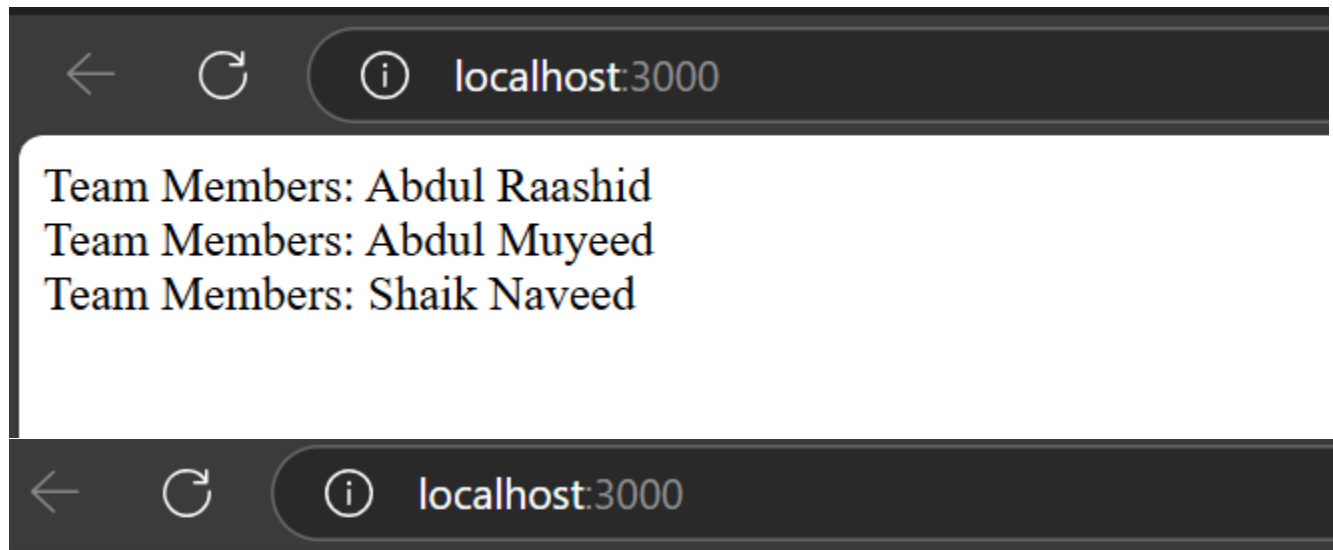 localhost:3000
Team Members: Abdul Raashid
Team Members: Abdul Muyeed
Team Members: Shaik Naveed
localhost:3000